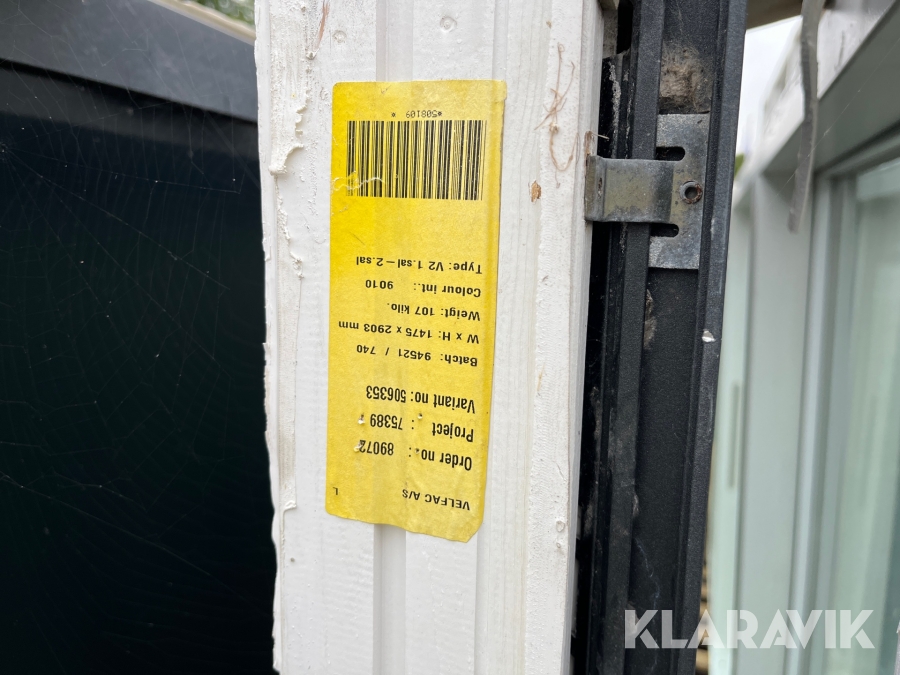 VELFAC A/S L
Order no.: 89072
Project : 75389
Variant no: 506353
Batch: 94521 / 740
W x H: 1475 x 2903 mm
Weigt: 107 kilo.
Colour int.: 9010
Type: V2 1.sal – 2.sal
*508109 *
KLARAVIK